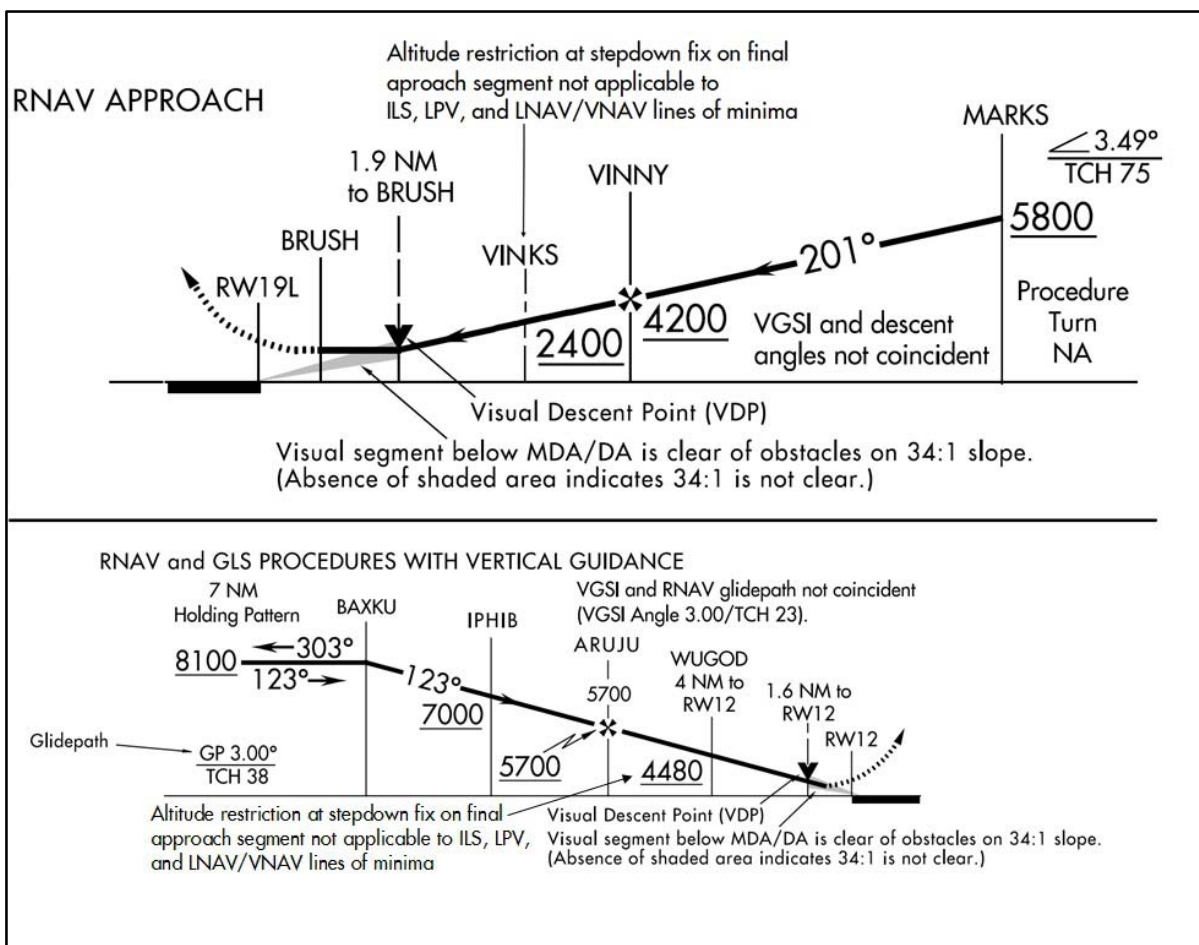 RNAV APPROACH
Altitude restriction at stepdown fix on final
aproach segment not applicable to
ILS, LPV, and LNAV/VNAV lines of minima
MARKS
3.49°
TCH 75
1.9 NM
to BRUSH
VINNY
5800
BRUSH
VINKS
201°
RW19L
4200
2400
VGSI and descent
angles not coincident
Procedure
Turn
NA
Visual Descent Point (VDP)
Visual segment below MDA/DA is clear of obstacles on 34:1 slope.
(Absence of shaded area indicates 34:1 is not clear.)
RNAV and GLS PROCEDURES WITH VERTICAL GUIDANCE
7 NM
Holding Pattern
BAXKU
IPHIB
VGSI and RNAV glidepath not coincident
(VGSI Angle 3.00/TCH 23).
ARUJU
5700
WUGOD
4 NM to
RW12
1.6 NM to
RW12
RW12
8100
303°
123°
123°
7000
5700
4480
Glidepath
GP 3.00°
TCH 38
Altitude restriction at stepdown fix on final
approach segment not applicable to ILS, LPV,
and LNAV/VNAV lines of minima
Visual Descent Point (VDP)
Visual segment below MDA/DA is clear of obstacles on 34:1 slope.
(Absence of shaded area indicates 34:1 is not clear.)